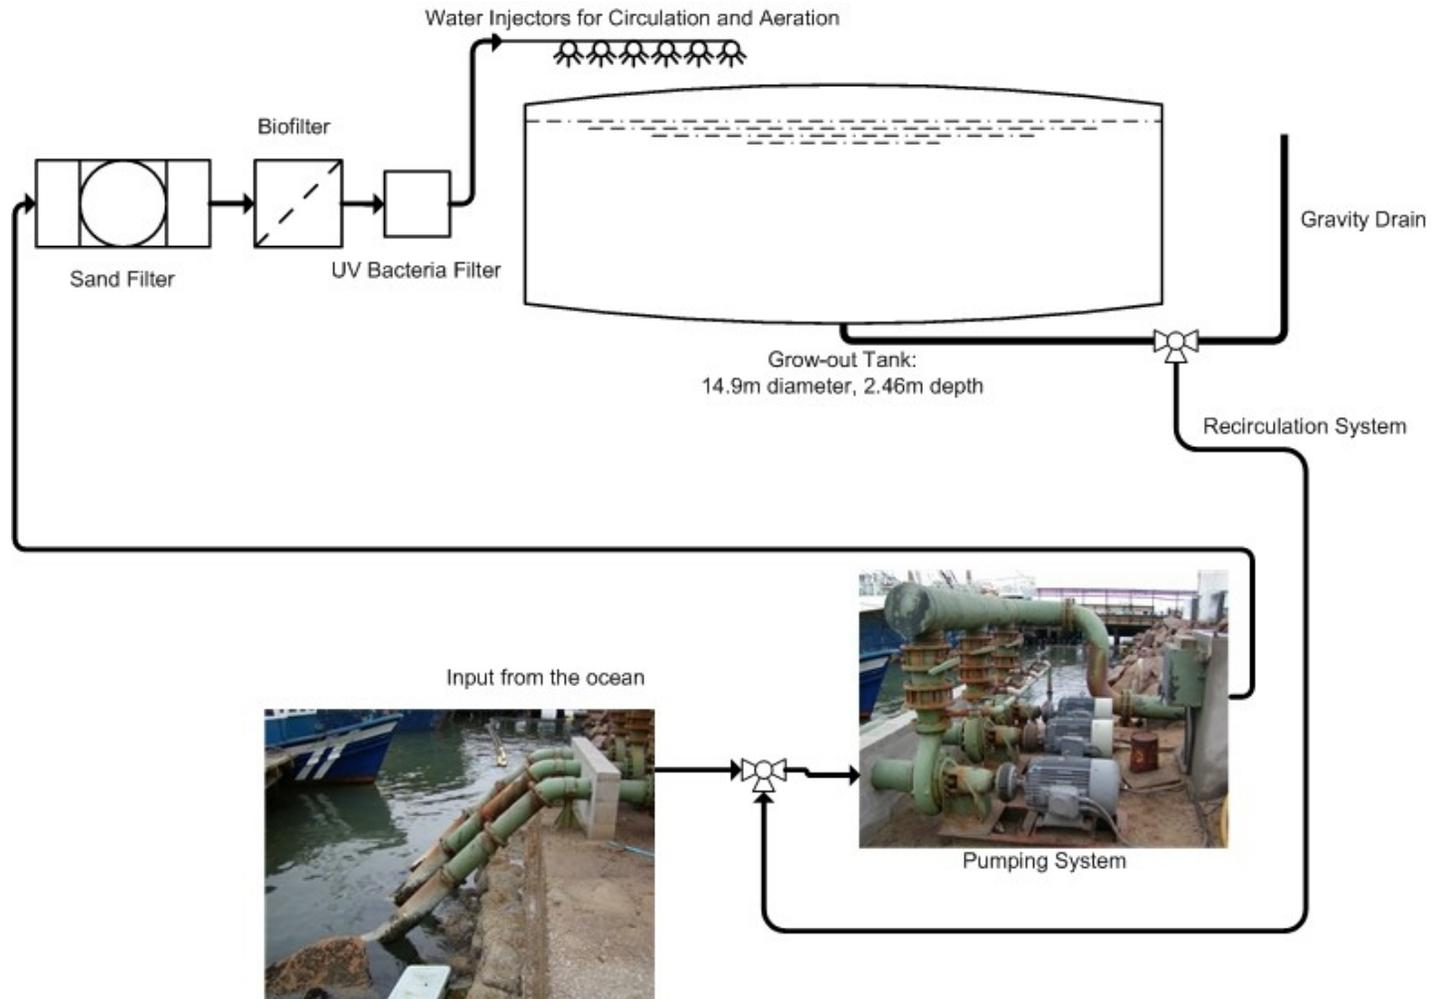 Water Injectors for Circulation and Aeration
Biofilter
Gravity Drain
UV Bacteria Filter
Sand Filter
Grow-out Tank:
14.9m diameter, 2.46m depth
Recirculation System
Input from the ocean
Pumping System